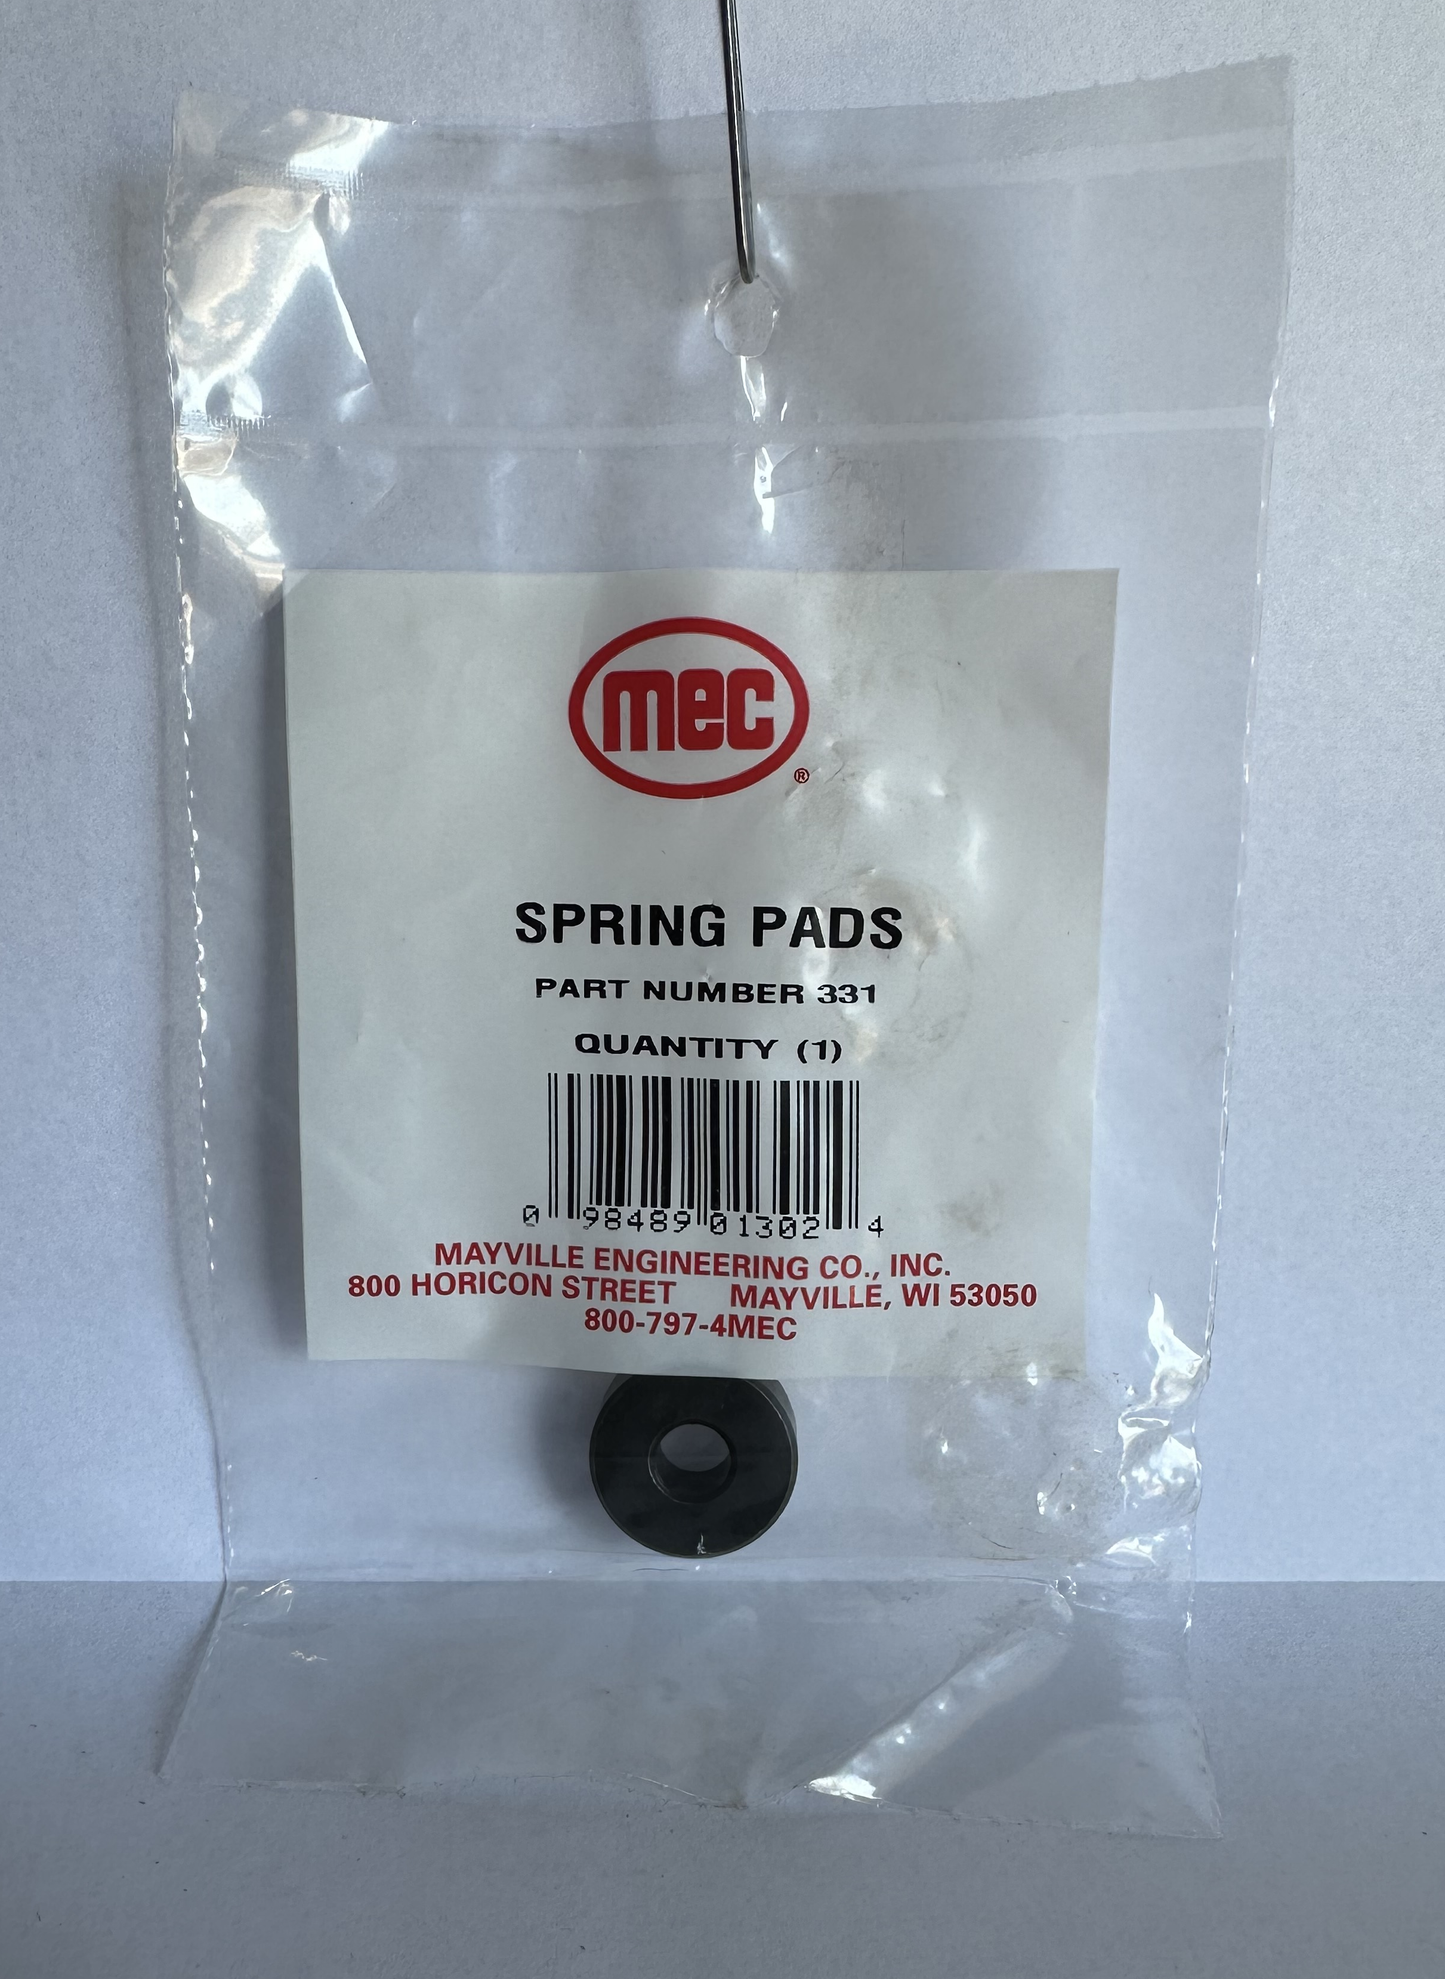 mec
®
SPRING PADS
PART NUMBER 331
QUANTITY (1)
0 98489 01302 4
MAYVILLE ENGINEERING CO., INC.
800 HORICON STREET MAYVILLE, WI 53050
800-797-4MEC